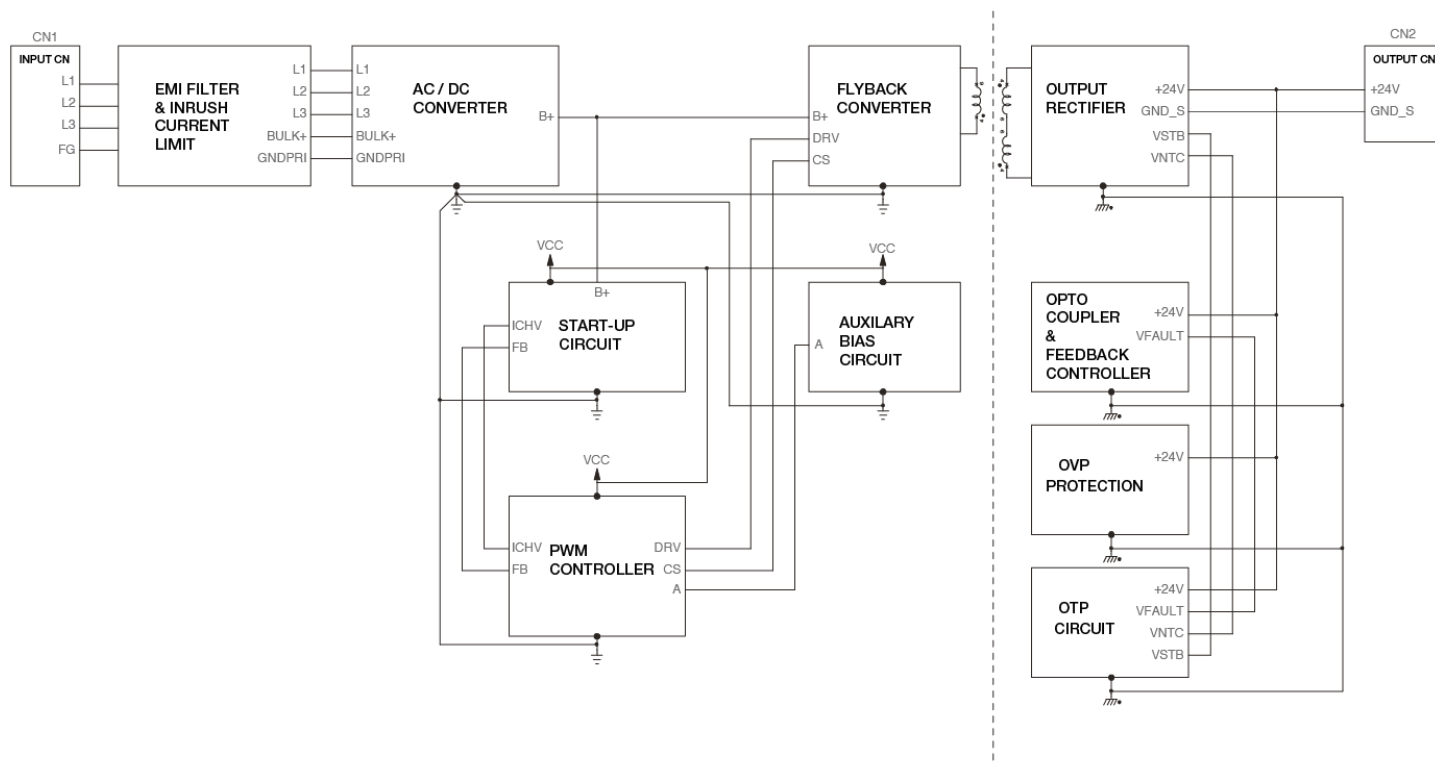 CN1
INPUT CN
L1
L2
L3
FG
EMI FILTER
& INRUSH
CURRENT
LIMIT
L1
L2
L3
BULK+
GNDPRI
L1
L2
L3
BULK+
GNDPRI
AC / DC
CONVERTER
B+
FLYBACK
CONVERTER
B+
DRV
CS
OUTPUT
RECTIFIER
+24V
GND_S
VSTB
VNTC
CN2
OUTPUT CN
+24V
GND_S
VCC
B+
ICHV
FB
START-UP
CIRCUIT
VCC
AUXILARY
BIAS
CIRCUIT
A
OPTO
COUPLER
&
FEEDBACK
CONTROLLER
+24V
VFAULT
OVP
PROTECTION
+24V
VCC
ICHV
FB
PWM
CONTROLLER
DRV
CS
A
OTP
CIRCUIT
+24V
VFAULT
VNTC
VSTB